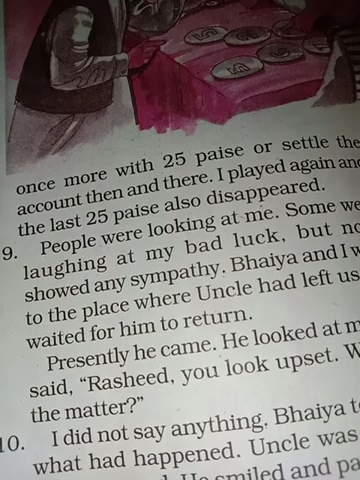 once more with 25 paise or settle the
account then and there. I played again and
the last 25 paise also disappeared.
9. People were looking at me. Some we
laughing at my bad luck, but no
showed any sympathy. Bhaiya and I w
to the place where Uncle had left us
waited for him to return.
Presently he came. He looked at m
said, “Rasheed, you look upset. W
the matter?”
10. I did not say anything. Bhaiya t
what had happened. Uncle was
He smiled and pa